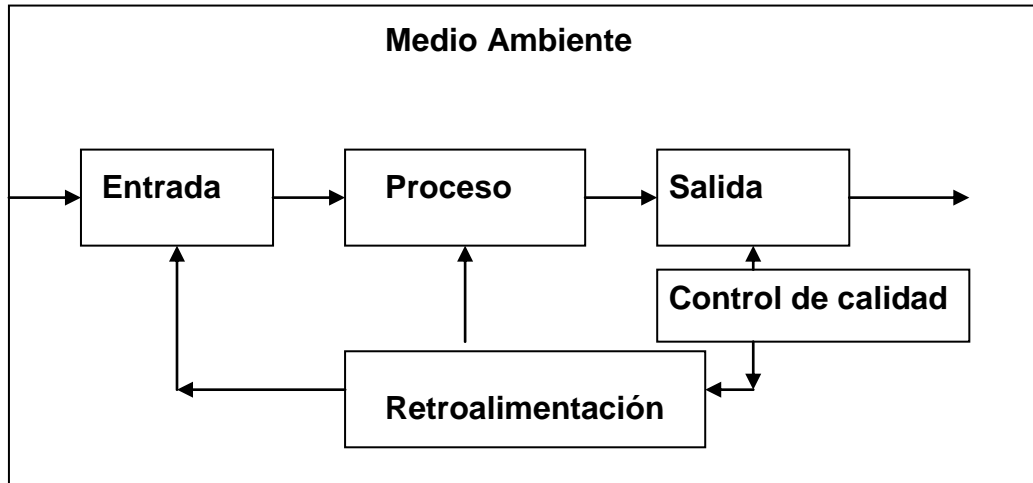 Medio Ambiente
Entrada
Proceso
Salida
Control de calidad
Retroalimentación